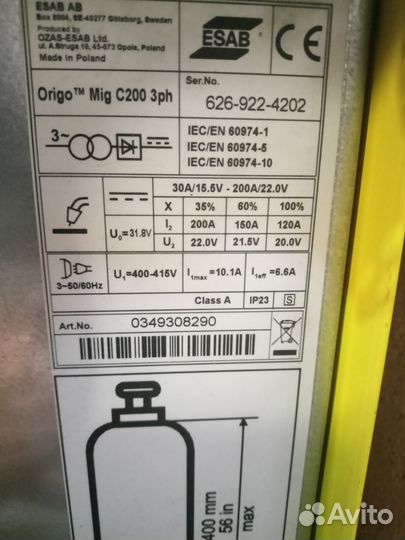 ESAB AB
Box 8004, SE-40277 Göteborg, Sweden
Produced by
OZAS-ESAB Ltd.
ul.A.Struga 10, 45-073 Opole, Poland
Made in Poland
ESAB
CE
Origo™ Mig C200 3ph
Ser.No.
626-922-4202
3~
IEC/EN 60974-1
IEC/EN 60974-5
IEC/EN 60974-10
30A/15.5V - 200A/22.0V
X 35% 60% 100%
U₀=31.8V
I₂ 200A 150A 120A
U₂ 22.0V 21.5V 20.0V
3~50/60Hz
U₁=400-415V
I₁max=10.1A
I₁eff=6.6A
Class A
IP23
S
Art.No.
0349308290
400 mm
56 in
max
Avito